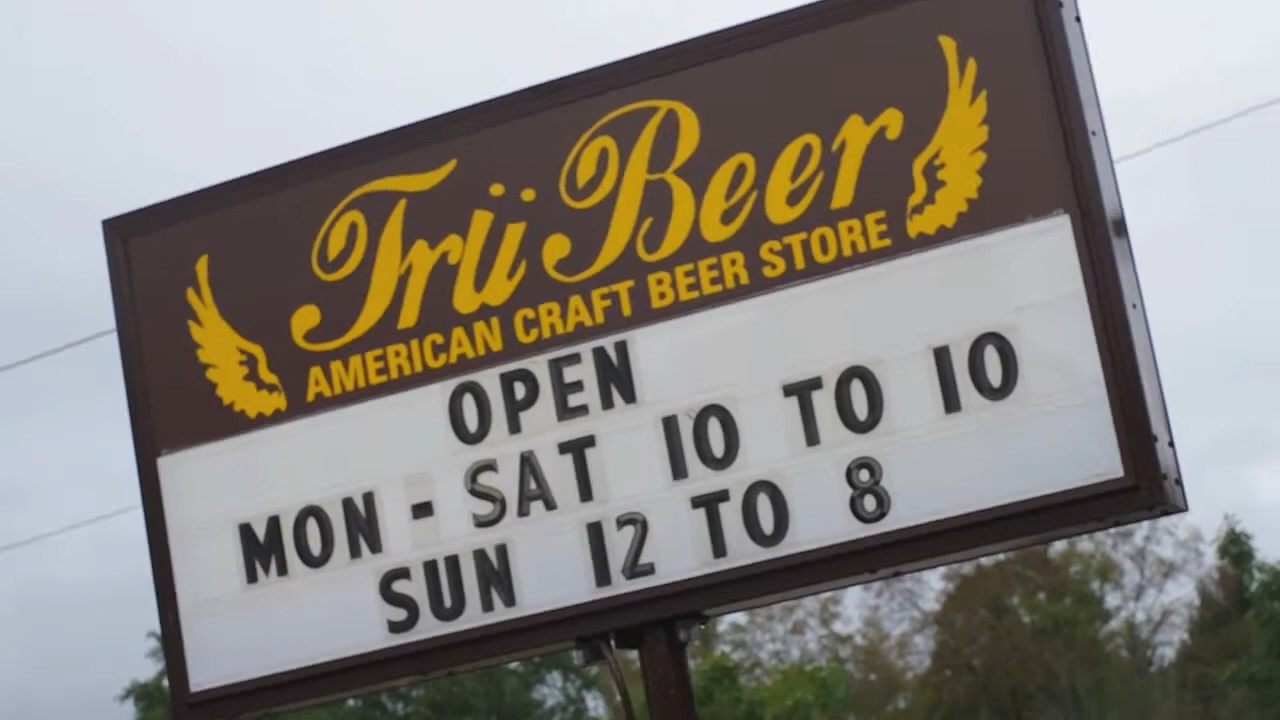 Trü Beer
AMERICAN CRAFT BEER STORE
OPEN
MON - SAT 10 TO 10
SUN 12 TO 8